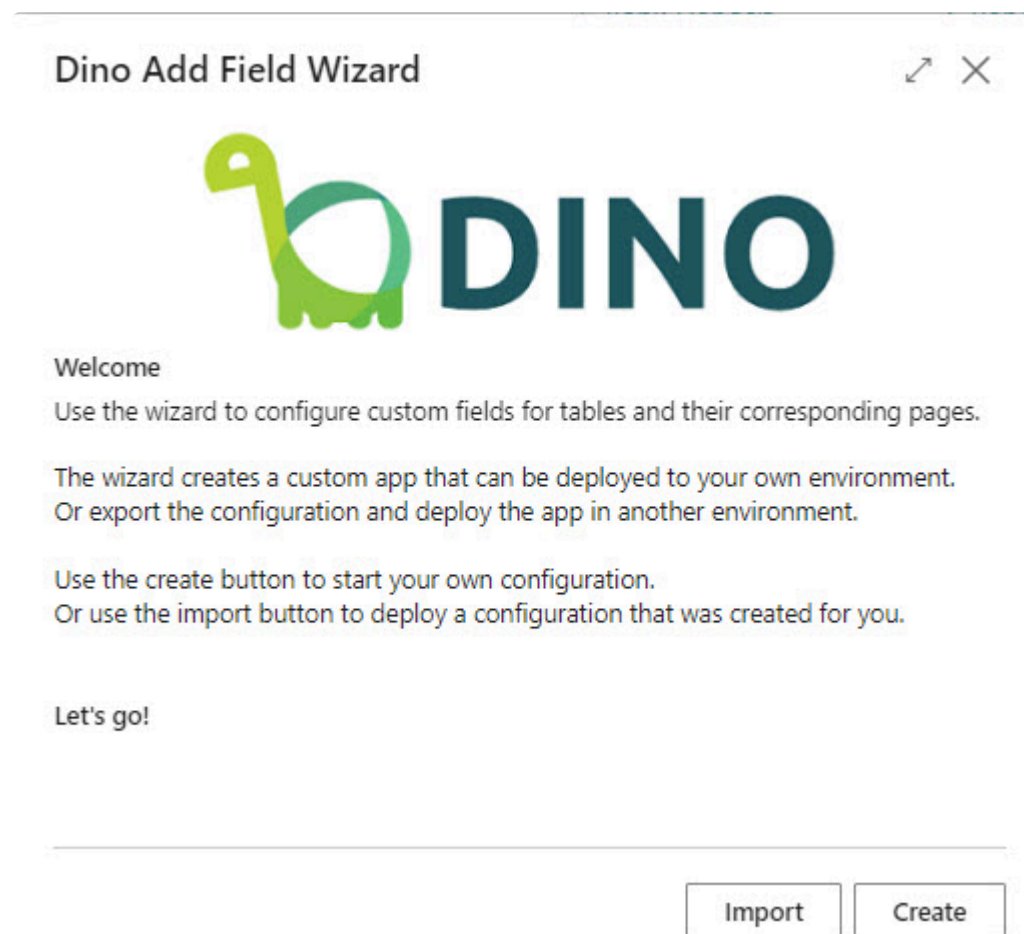 Dino Add Field Wizard
DINO
Welcome
Use the wizard to configure custom fields for tables and their corresponding pages.
The wizard creates a custom app that can be deployed to your own environment.
Or export the configuration and deploy the app in another environment.
Use the create button to start your own configuration.
Or use the import button to deploy a configuration that was created for you.
Let's go!
Import
Create